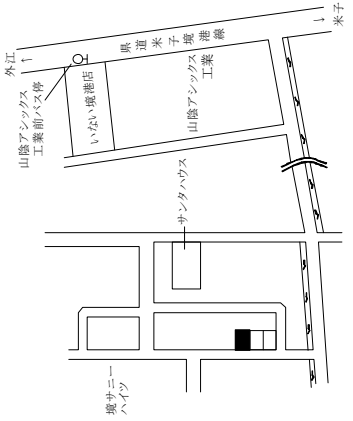 外江
山陰アシックス
工業前バス停
いない境港店
県道米子境港線
山陰アシックス
工業
米子
サンタハウス
境サニー
ハイツ